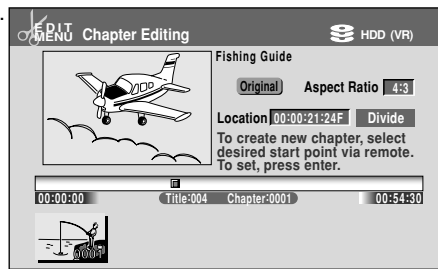 EDIT
MENU Chapter Editing
HDD (VR)
Fishing Guide
Original Aspect Ratio 4:3
Location 00:00:21:24F Divide
To create new chapter, select
desired start point via remote.
To set, press enter.
00:00:00 Title:004 Chapter:0001 00:54:30
0001